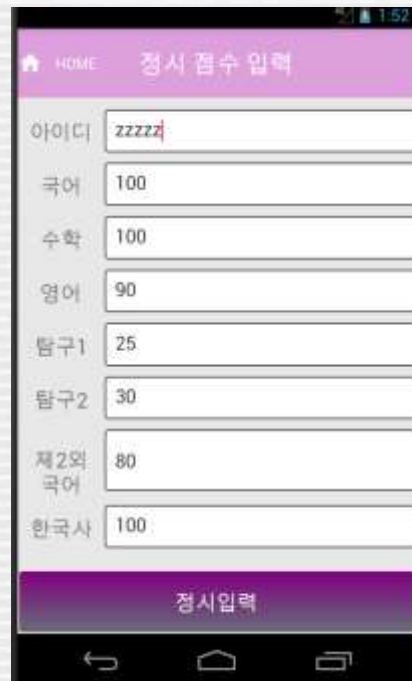 1:52
HOME 정시 점수 입력
아이디 zzzzz
국어 100
수학 100
영어 90
탐구1 25
탐구2 30
제2외
국어 80
한국사 100
정시입력